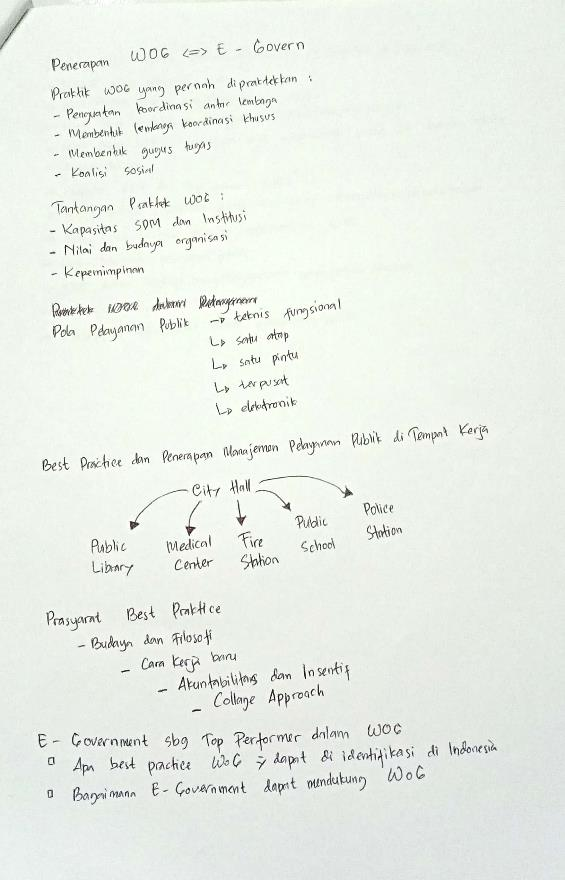 Penerapan WOG <=> E - Govern
Praktik WOG yang pernah dipraktekkan :
- Penguatan koordinasi antar lembaga
- Membentuk lembaga koordinasi khusus
- Membentuk gugus tugas
- Koalisi sosial
Tantangan Praktek WOG :
- Kapasitas SDM dan Institusi
- Nilai dan budaya organisasi
- Kepemimpinan
Pola Pelayanan Publik → teknis fungsional
↳ satu atap
↳ satu pintu
↳ terpusat
↳ elektronik
Best Practice dan Penerapan Manajemen Pelayanan Publik di Tempat Kerja
City Hall
Public Library
Medical Center
Fire Station
Public School
Police Station
Prasyarat Best Praktice
- Budaya dan Filosofi
- Cara Kerja baru
- Akuntabilitas dan Insentif
- Collage Approach
E - Government sbg Top Performer dalam WOG
▯ Apa best practice WoG → dapat di identifikasi di Indonesia
▯ Bagaimana E - Government dapat mendukung WoG